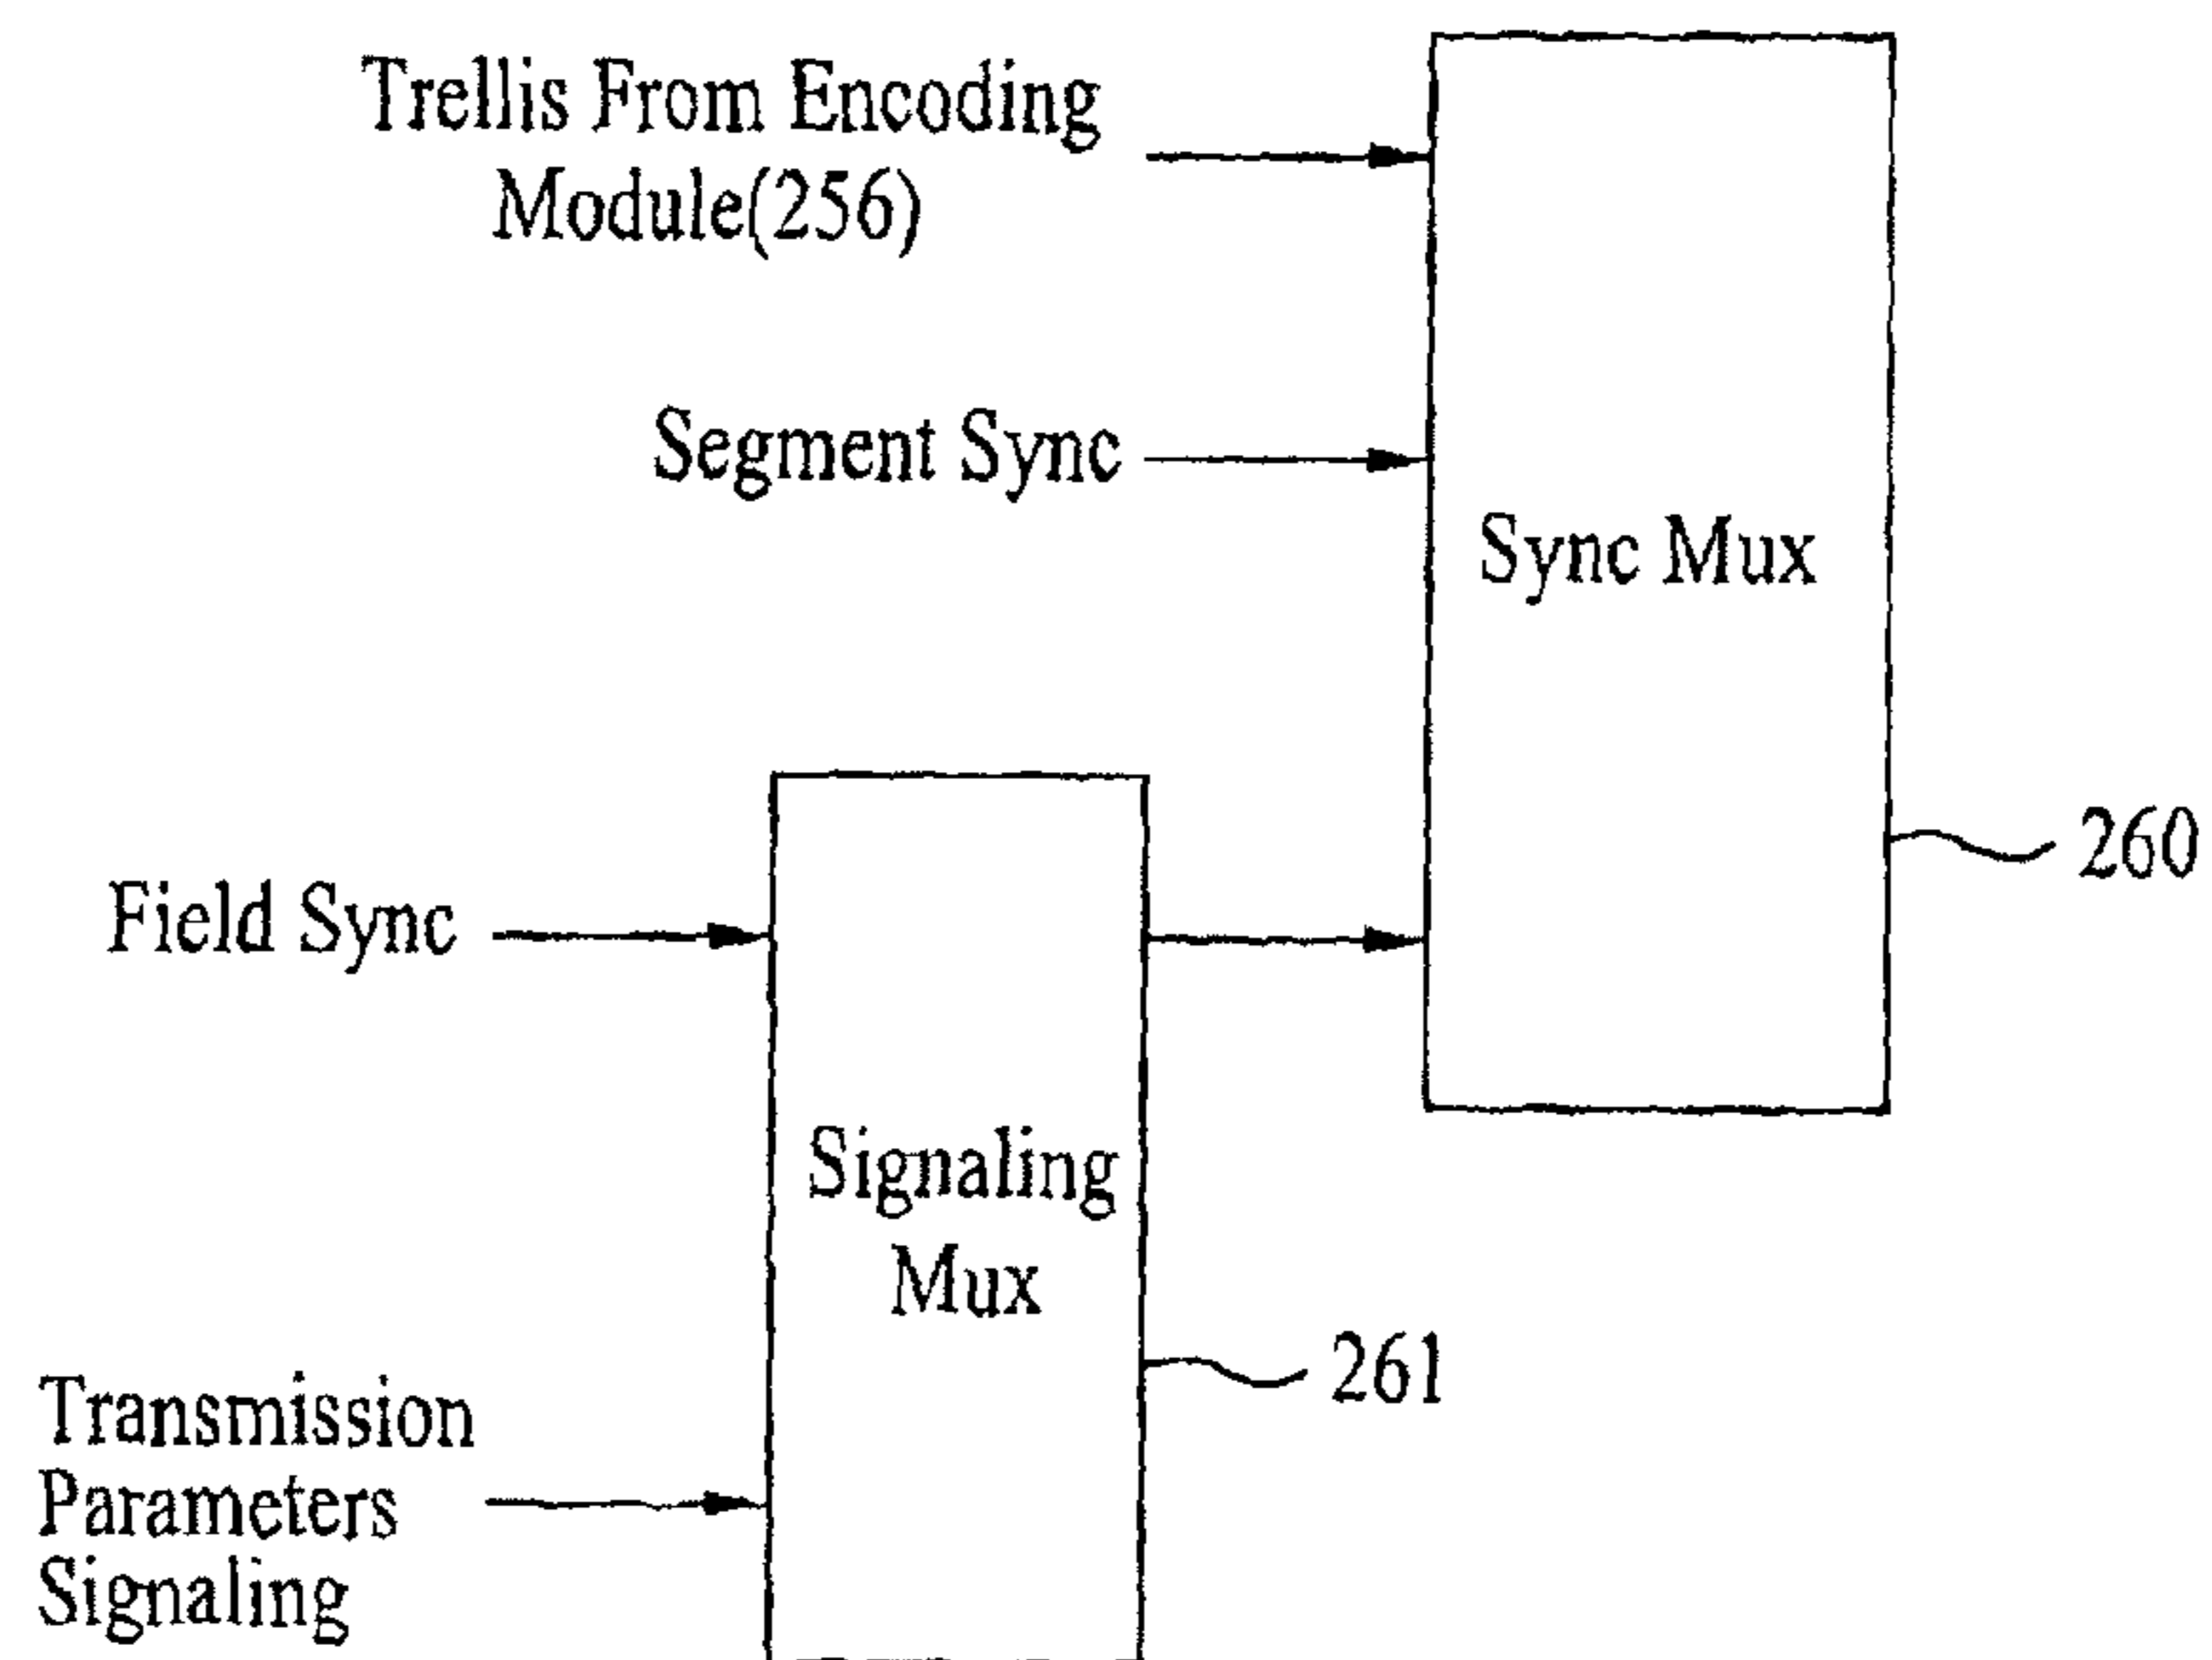 Trellis From Encoding
Module(256)
Segment Sync
Sync Mux
260
Field Sync
Signaling
Mux
261
Transmission
Parameters
Signaling